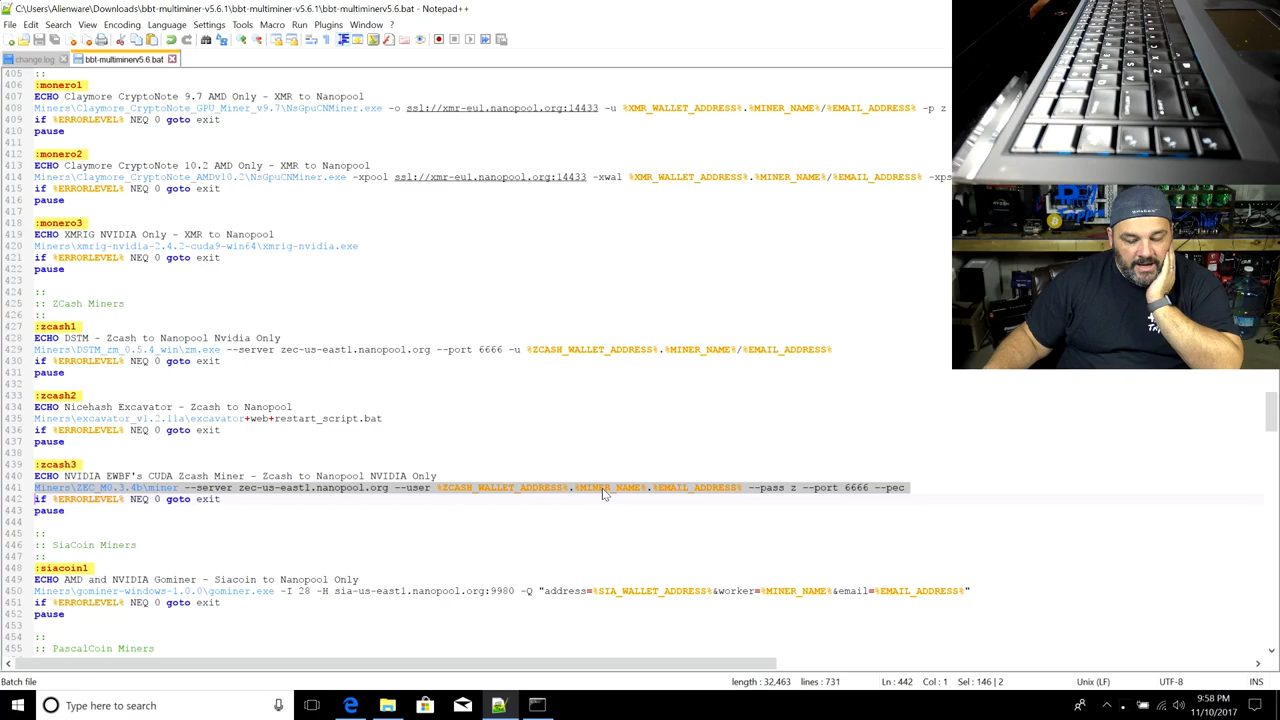 C:\Users\Alienware\Downloads\bbt-multiminer-v5.6.1\bbt-multiminer-v5.6.1\bbt-multiminerv5.6.bat - Notepad++
File Edit Search View Encoding Language Settings Tools Macro Run Plugins Window ?
change.log bbt-multiminerv5.6.bat
405 ::
406 :monero1
407 ECHO Claymore CryptoNote 9.7 AMD Only - XMR to Nanopool
408 Miners\Claymore_CryptoNote_GPU_Miner_v9.7\NsGpuCNMiner.exe -o ssl://xmr-eu1.nanopool.org:14433 -u %XMR_WALLET_ADDRESS%.%MINER_NAME%/%EMAIL_ADDRESS% -p z
409 if %ERRORLEVEL% NEQ 0 goto exit
410 pause
411
412 :monero2
413 ECHO Claymore CryptoNote 10.2 AMD Only - XMR to Nanopool
414 Miners\Claymore_CryptoNote_AMDv10.2\NsGpuCNMiner.exe -xpool ssl://xmr-eu1.nanopool.org:14433 -xwal %XMR_WALLET_ADDRESS%.%MINER_NAME%/%EMAIL_ADDRESS% -xps
415 if %ERRORLEVEL% NEQ 0 goto exit
416 pause
417
418 :monero3
419 ECHO XMRIG NVIDIA Only - XMR to Nanopool
420 Miners\xmrig-nvidia-2.4.2-cuda9-win64\xmrig-nvidia.exe
421 if %ERRORLEVEL% NEQ 0 goto exit
422 pause
423
424 ::
425 :: ZCash Miners
426 ::
427 :zcash1
428 ECHO DSTM - Zcash to Nanopool Nvidia Only
429 Miners\DSTM_zm_0.5.4_win\zm.exe --server zec-us-east1.nanopool.org --port 6666 -u %ZCASH_WALLET_ADDRESS%.%MINER_NAME%/%EMAIL_ADDRESS%
430 if %ERRORLEVEL% NEQ 0 goto exit
431 pause
432
433 :zcash2
434 ECHO Nicehash Excavator - Zcash to Nanopool
435 Miners\excavator_v1.2.11a\excavator+web+restart_script.bat
436 if %ERRORLEVEL% NEQ 0 goto exit
437 pause
438
439 :zcash3
440 ECHO NVIDIA EWBF's CUDA Zcash Miner - Zcash to Nanopool NVIDIA Only
441 Miners\ZEC_M0.3.4b\miner --server zec-us-east1.nanopool.org --user %ZCASH_WALLET_ADDRESS%.%MINER_NAME%.%EMAIL_ADDRESS% --pass z --port 6666 --pec
442 if %ERRORLEVEL% NEQ 0 goto exit
443 pause
444
445 ::
446 :: SiaCoin Miners
447 ::
448 :siacoin1
449 ECHO AMD and NVIDIA Gominer - Siacoin to Nanopool Only
450 Miners\gominer-windows-1.0.0\gominer.exe -I 28 -H sia-us-east1.nanopool.org:9980 -Q "address=%SIA_WALLET_ADDRESS%&worker=%MINER_NAME%&email=%EMAIL_ADDRESS%"
451 if %ERRORLEVEL% NEQ 0 goto exit
452 pause
453
454 ::
455 :: PascalCoin Miners
Batch file length : 32,463 lines : 731 Ln : 442 Col : 1 Sel : 146 | 2 Unix (LF) UTF-8 INS
Type here to search
9:58 PM
11/10/2017